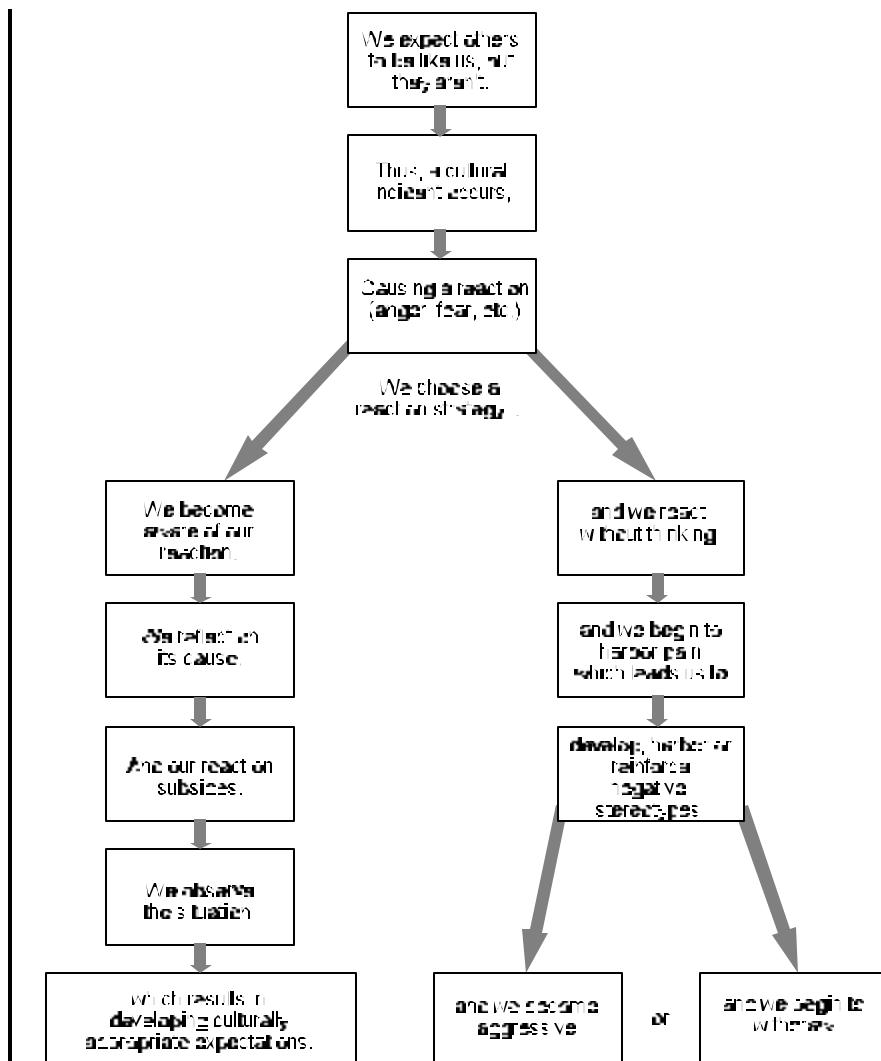 We expect others
to be like us, but
they aren't.
Thus, a cultural
incident occurs,
Causing a reaction
(anger, fear, etc.)
We choose a
reaction strategy...
We become
aware of our
reaction.
and we react
without thinking
We reflect on
its cause.
and we begin to
harbor pain
which leads us to
And our reaction
subsides.
develop, harbor or
reinforce
negative
stereotypes
We observe
the situation
which results in
developing culturally
appropriate expectations.
and we become
aggressive
or
and we begin to
withdraw